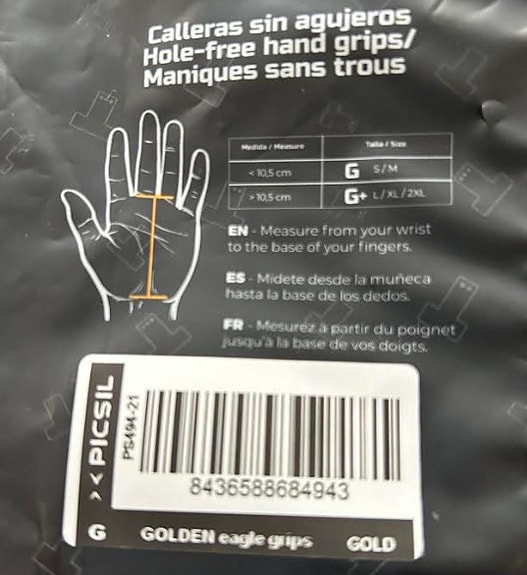 Calleras sin agujeros
Hole-free hand grips/
Maniques sans trous
Medida / Measure Talla / Size
< 10,5 cm G S/M
> 10,5 cm G+ L/XL/2XL
EN - Measure from your wrist
to the base of your fingers.
ES - Mídete desde la muñeca
hasta la base de los dedos.
FR - Mesurez à partir du poignet
jusqu'à la base de vos doigts.
> < PICSIL
PS494-21
8436588684943
G GOLDEN eagle grips GOLD